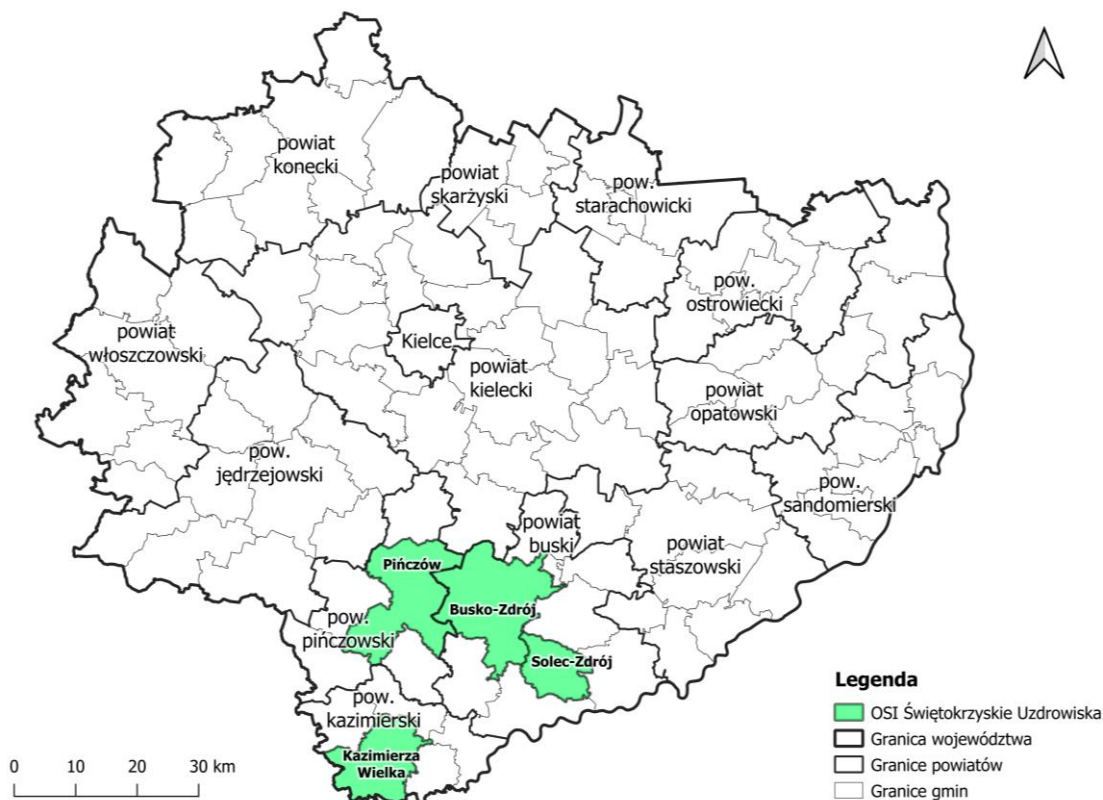 powiat
konecki
powiat
skarżyski
pow.
starachowicki
pow.
ostrowiecki
powiat
włoszczowski
Kielce
powiat
kielecki
powiat
opatowski
pow.
jędrzejowski
pow.
sandomierski
powiat
buski
powiat
staszowski
Pińczów
Busko-Zdrój
pow.
pińczowski
Solec-Zdrój
pow.
kazimierski
Kazimierza
Wielka
0 10 20 30 km
Legenda
OSI Świętokrzyskie Uzdrowiska
Granica województwa
Granice powiatów
Granice gmin